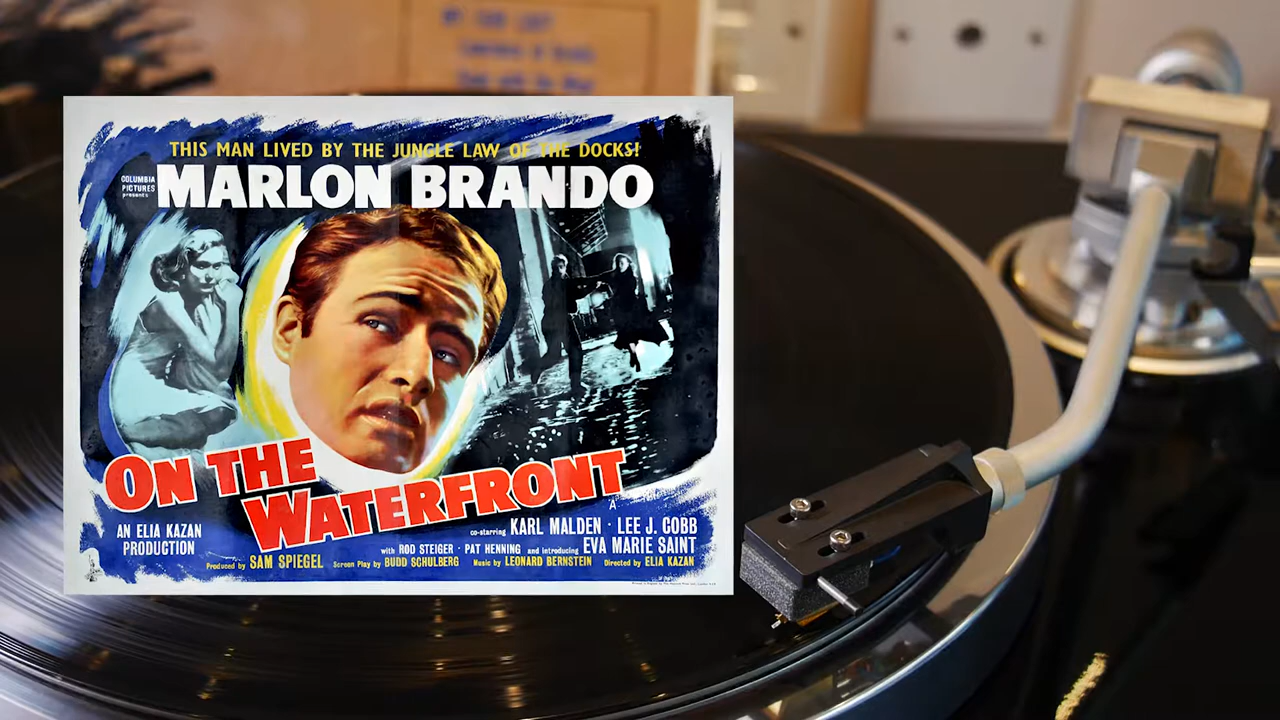 THIS MAN LIVED BY THE JUNGLE LAW OF THE DOCKS!
COLUMBIA
PICTURES
presents
MARLON BRANDO
ON THE
WATERFRONT
A
AN ELIA KAZAN
PRODUCTION
co-starring KARL MALDEN · LEE J. COBB
with ROD STEIGER · PAT HENNING and introducing EVA MARIE SAINT
Produced by SAM SPIEGEL Screen Play by BUDD SCHULBERG Music by LEONARD BERNSTEIN Directed by ELIA KAZAN